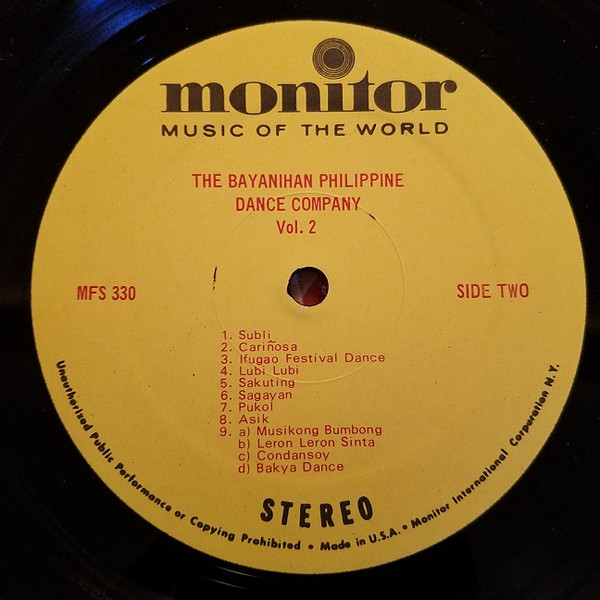 monitor
MUSIC OF THE WORLD
THE BAYANIHAN PHILIPPINE
DANCE COMPANY
Vol. 2
MFS 330
SIDE TWO
1. Subli
2. Cariñosa
3. Ifugao Festival Dance
4. Lubi Lubi
5. Sakuting
6. Sagayan
7. Pukol
8. Asik
9. a) Musikong Bumbong
b) Leron Leron Sinta
c) Condansoy
d) Bakya Dance
STEREO
Unauthorized Public Performance or Copying Prohibited • Made in U.S.A. • Monitor International Corporation N.Y.